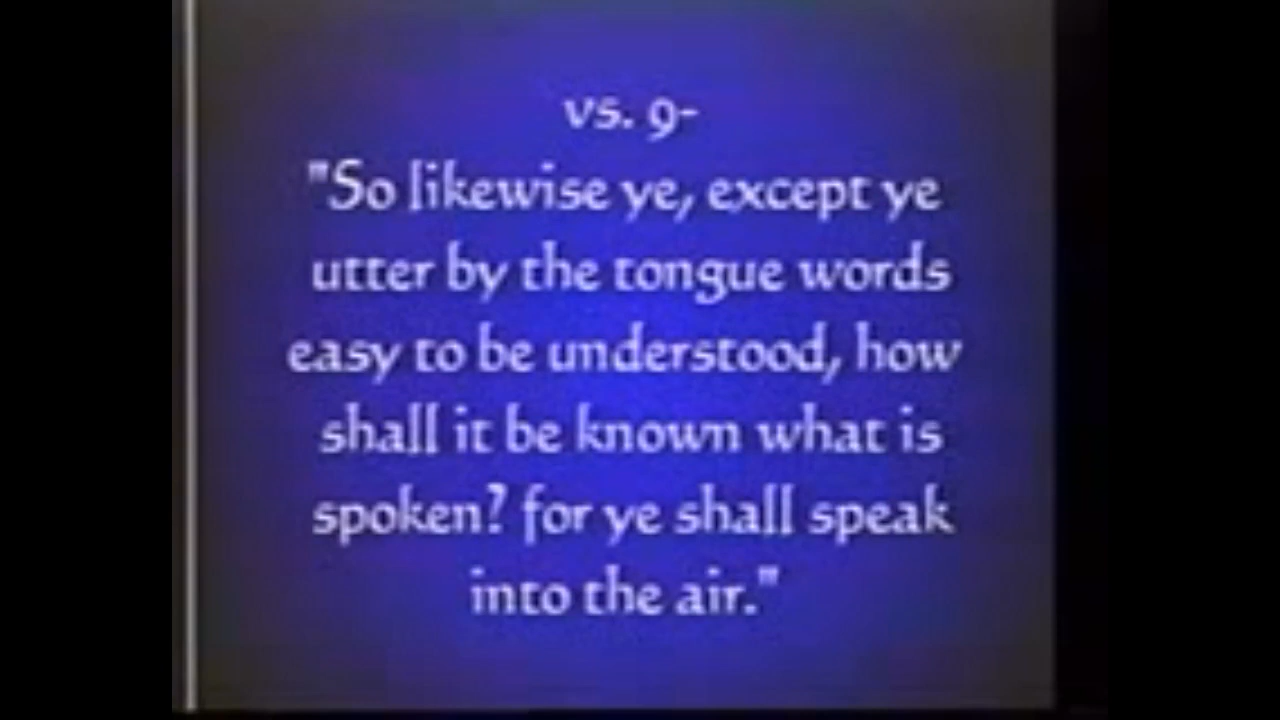 vs. 9-
"So likewise ye, except ye
utter by the tongue words
easy to be understood, how
shall it be known what is
spoken? for ye shall speak
into the air."